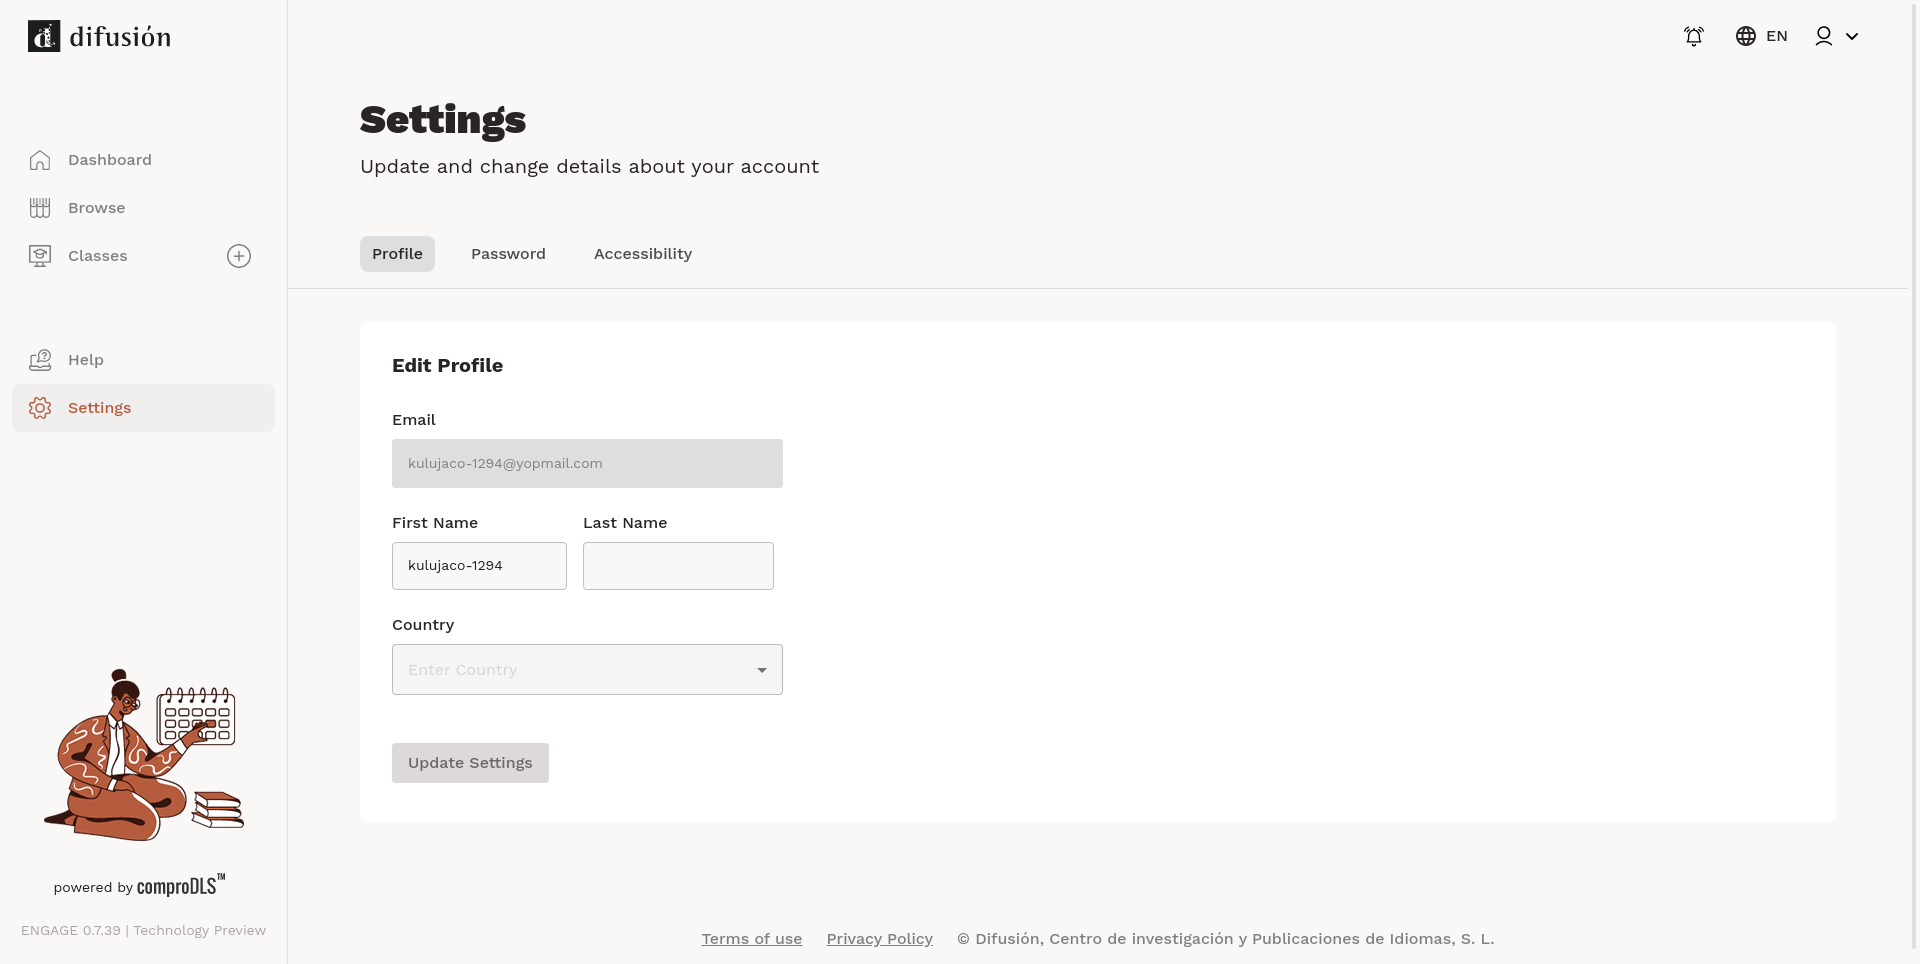 difusión
EN
Dashboard
Browse
Classes
Help
Settings
powered by comproDLS™
ENGAGE 0.7.39 | Technology Preview
Settings
Update and change details about your account
Profile
Password
Accessibility
Edit Profile
Email
kulujaco-1294@yopmail.com
First Name
Last Name
kulujaco-1294
Country
Enter Country
Update Settings
Terms of use
Privacy Policy
© Difusión, Centro de investigación y Publicaciones de Idiomas, S. L.